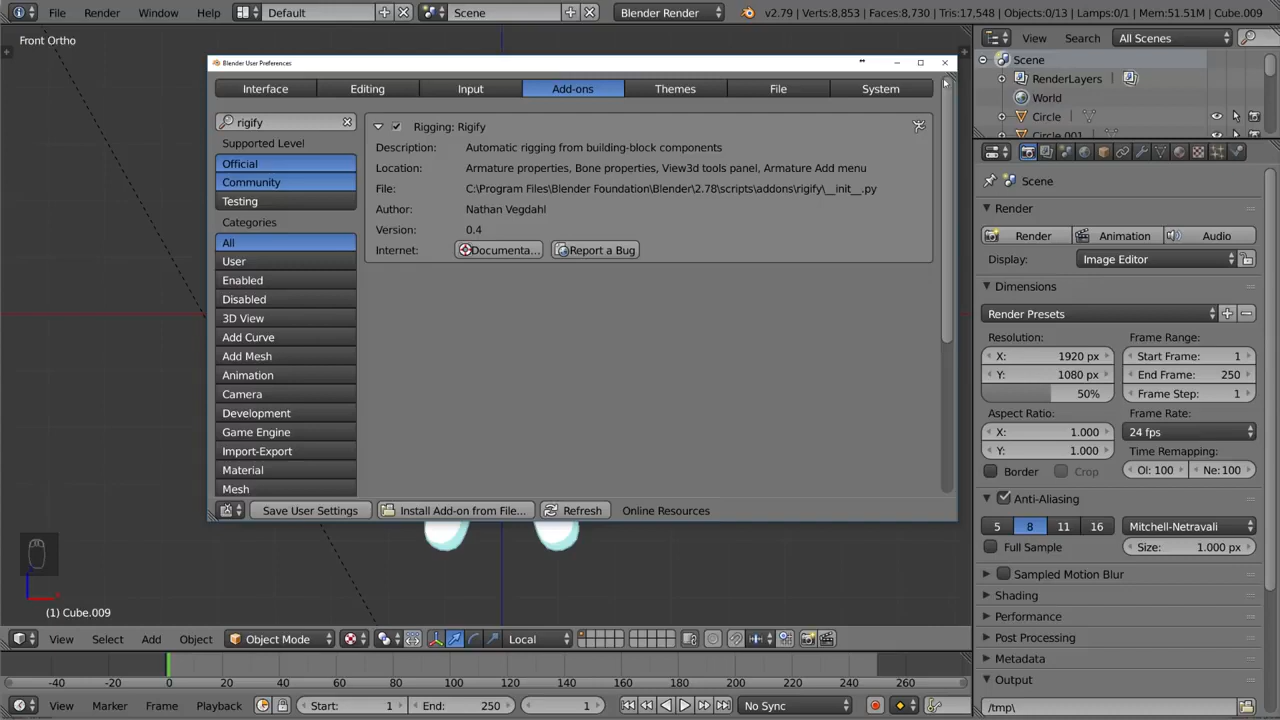 File Render Window Help Default Scene Blender Render v2.79 | Verts:8,853 | Faces:8,730 | Tris:17,548 | Objects:0/13 | Lamps:0/1 | Mem:51.51M | Cube.009
Front Ortho
View Search All Scenes
Scene
RenderLayers
World
Circle
Circle.001
Blender User Preferences
Interface Editing Input Add-ons Themes File System
rigify
Supported Level
Official
Community
Testing
Categories
All
User
Enabled
Disabled
3D View
Add Curve
Add Mesh
Animation
Camera
Development
Game Engine
Import-Export
Material
Mesh
Rigging: Rigify
Description: Automatic rigging from building-block components
Location: Armature properties, Bone properties, View3d tools panel, Armature Add menu
File: C:\Program Files\Blender Foundation\Blender\2.78\scripts\addons\rigify\__init__.py
Author: Nathan Vegdahl
Version: 0.4
Internet: Documenta... Report a Bug
Save User Settings Install Add-on from File... Refresh Online Resources
Scene
Render
Render Animation Audio
Display: Image Editor
Dimensions
Render Presets
Resolution: Frame Range:
X: 1920 px Start Frame: 1
Y: 1080 px End Frame: 250
50% Frame Step: 1
Aspect Ratio: Frame Rate:
X: 1.000 24 fps
Y: 1.000 Time Remapping:
Border Crop Ol: 100 Ne: 100
Anti-Aliasing
5 8 11 16 Mitchell-Netravali
Full Sample Size: 1.000 px
Sampled Motion Blur
Shading
Performance
Post Processing
Metadata
Output
/tmp\
(1) Cube.009
View Select Add Object Object Mode Local
-40 -20 0 20 40 60 80 100 120 140 160 180 200 220 240 260
View Marker Frame Playback Start: 1 End: 250 1 No Sync